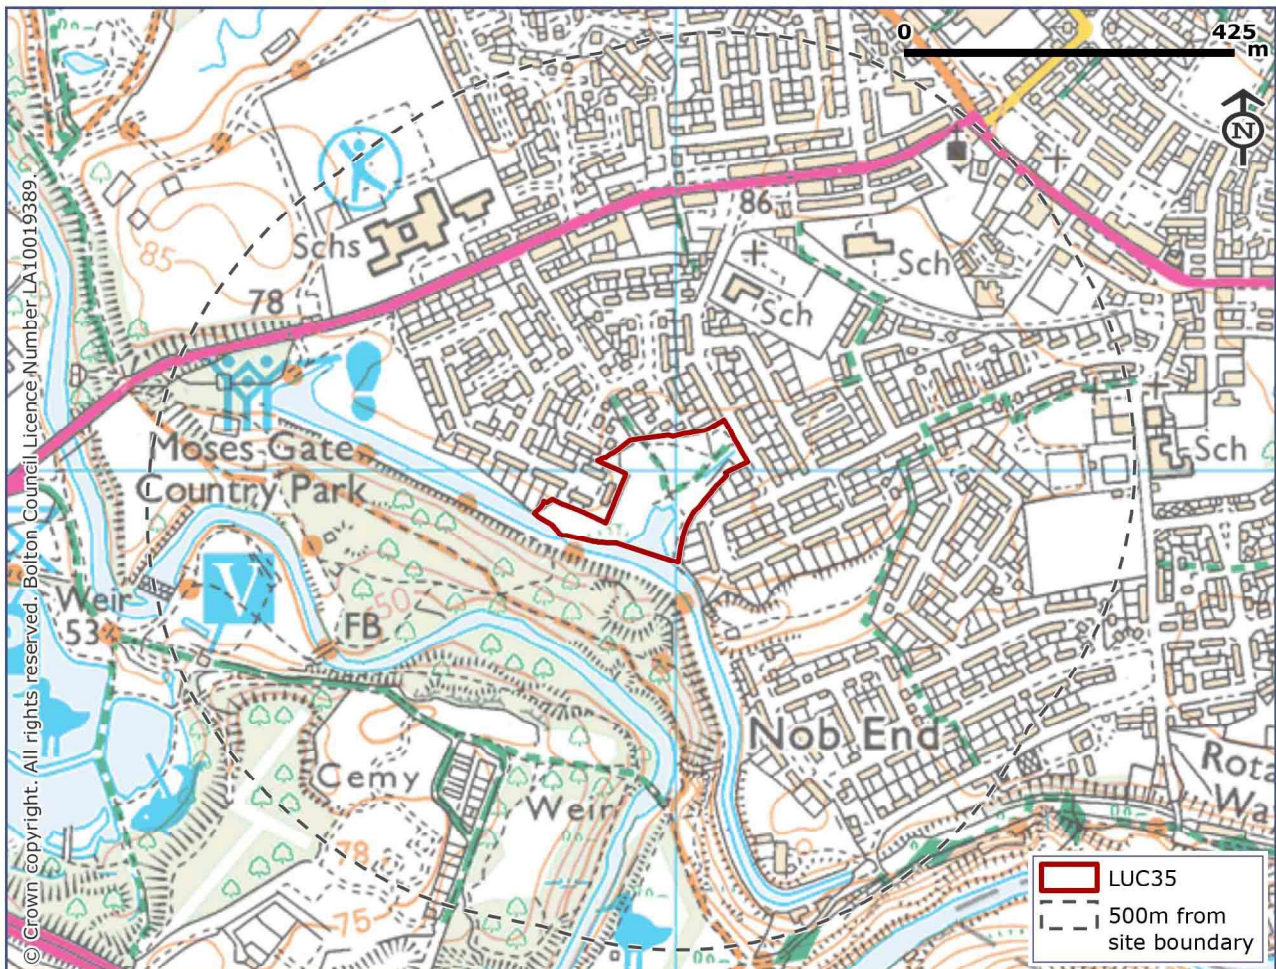 0 425
m
N
© Crown copyright. All rights reserved. Bolton Council Licence Number LA100019389.
86
Schs
85
Sch
78
Sch
Moses Gate
Country Park
Sch
50
Weir
53
V
FB
Nob End
Cemy
Weir
Rota
Wa
78
75
LUC35
500m from
site boundary